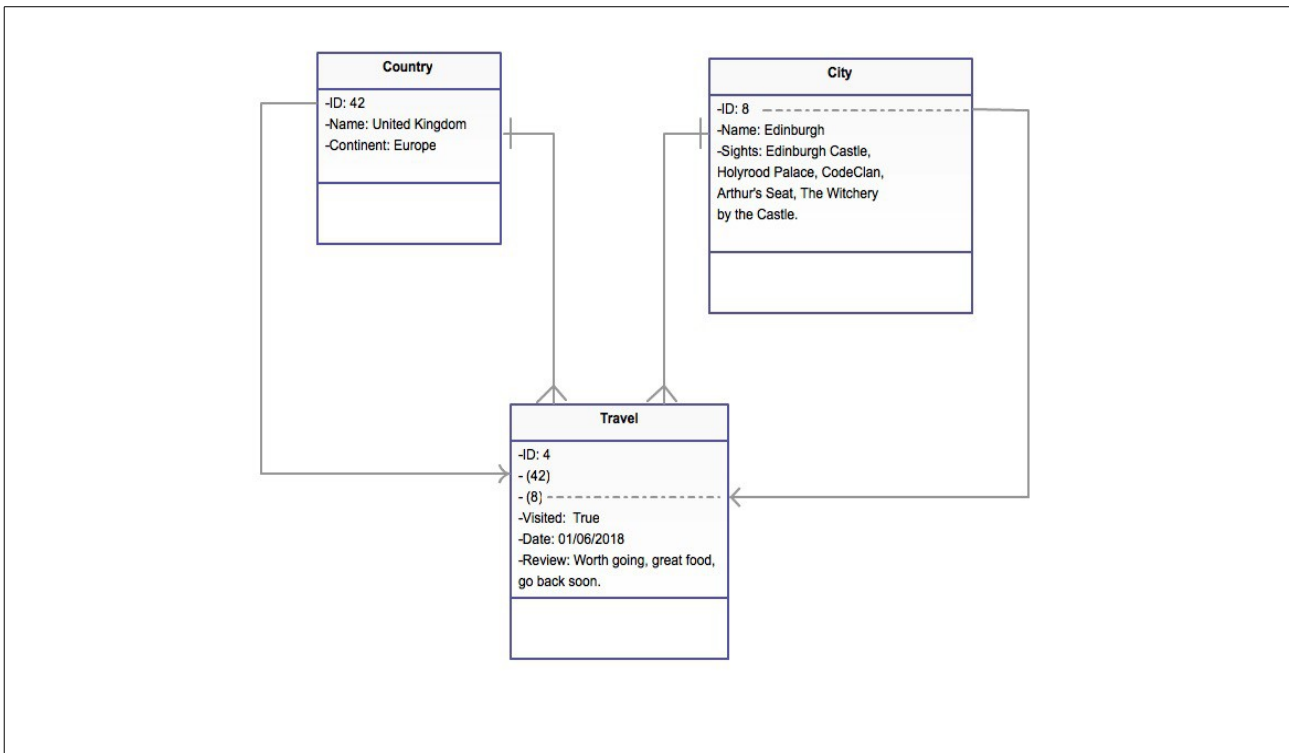 Country
-ID: 42
-Name: United Kingdom
-Continent: Europe
City
-ID: 8
-Name: Edinburgh
-Sights: Edinburgh Castle,
Holyrood Palace, CodeClan,
Arthur's Seat, The Witchery
by the Castle.
Travel
-ID: 4
- (42)
- (8)
-Visited: True
-Date: 01/06/2018
-Review: Worth going, great food,
go back soon.